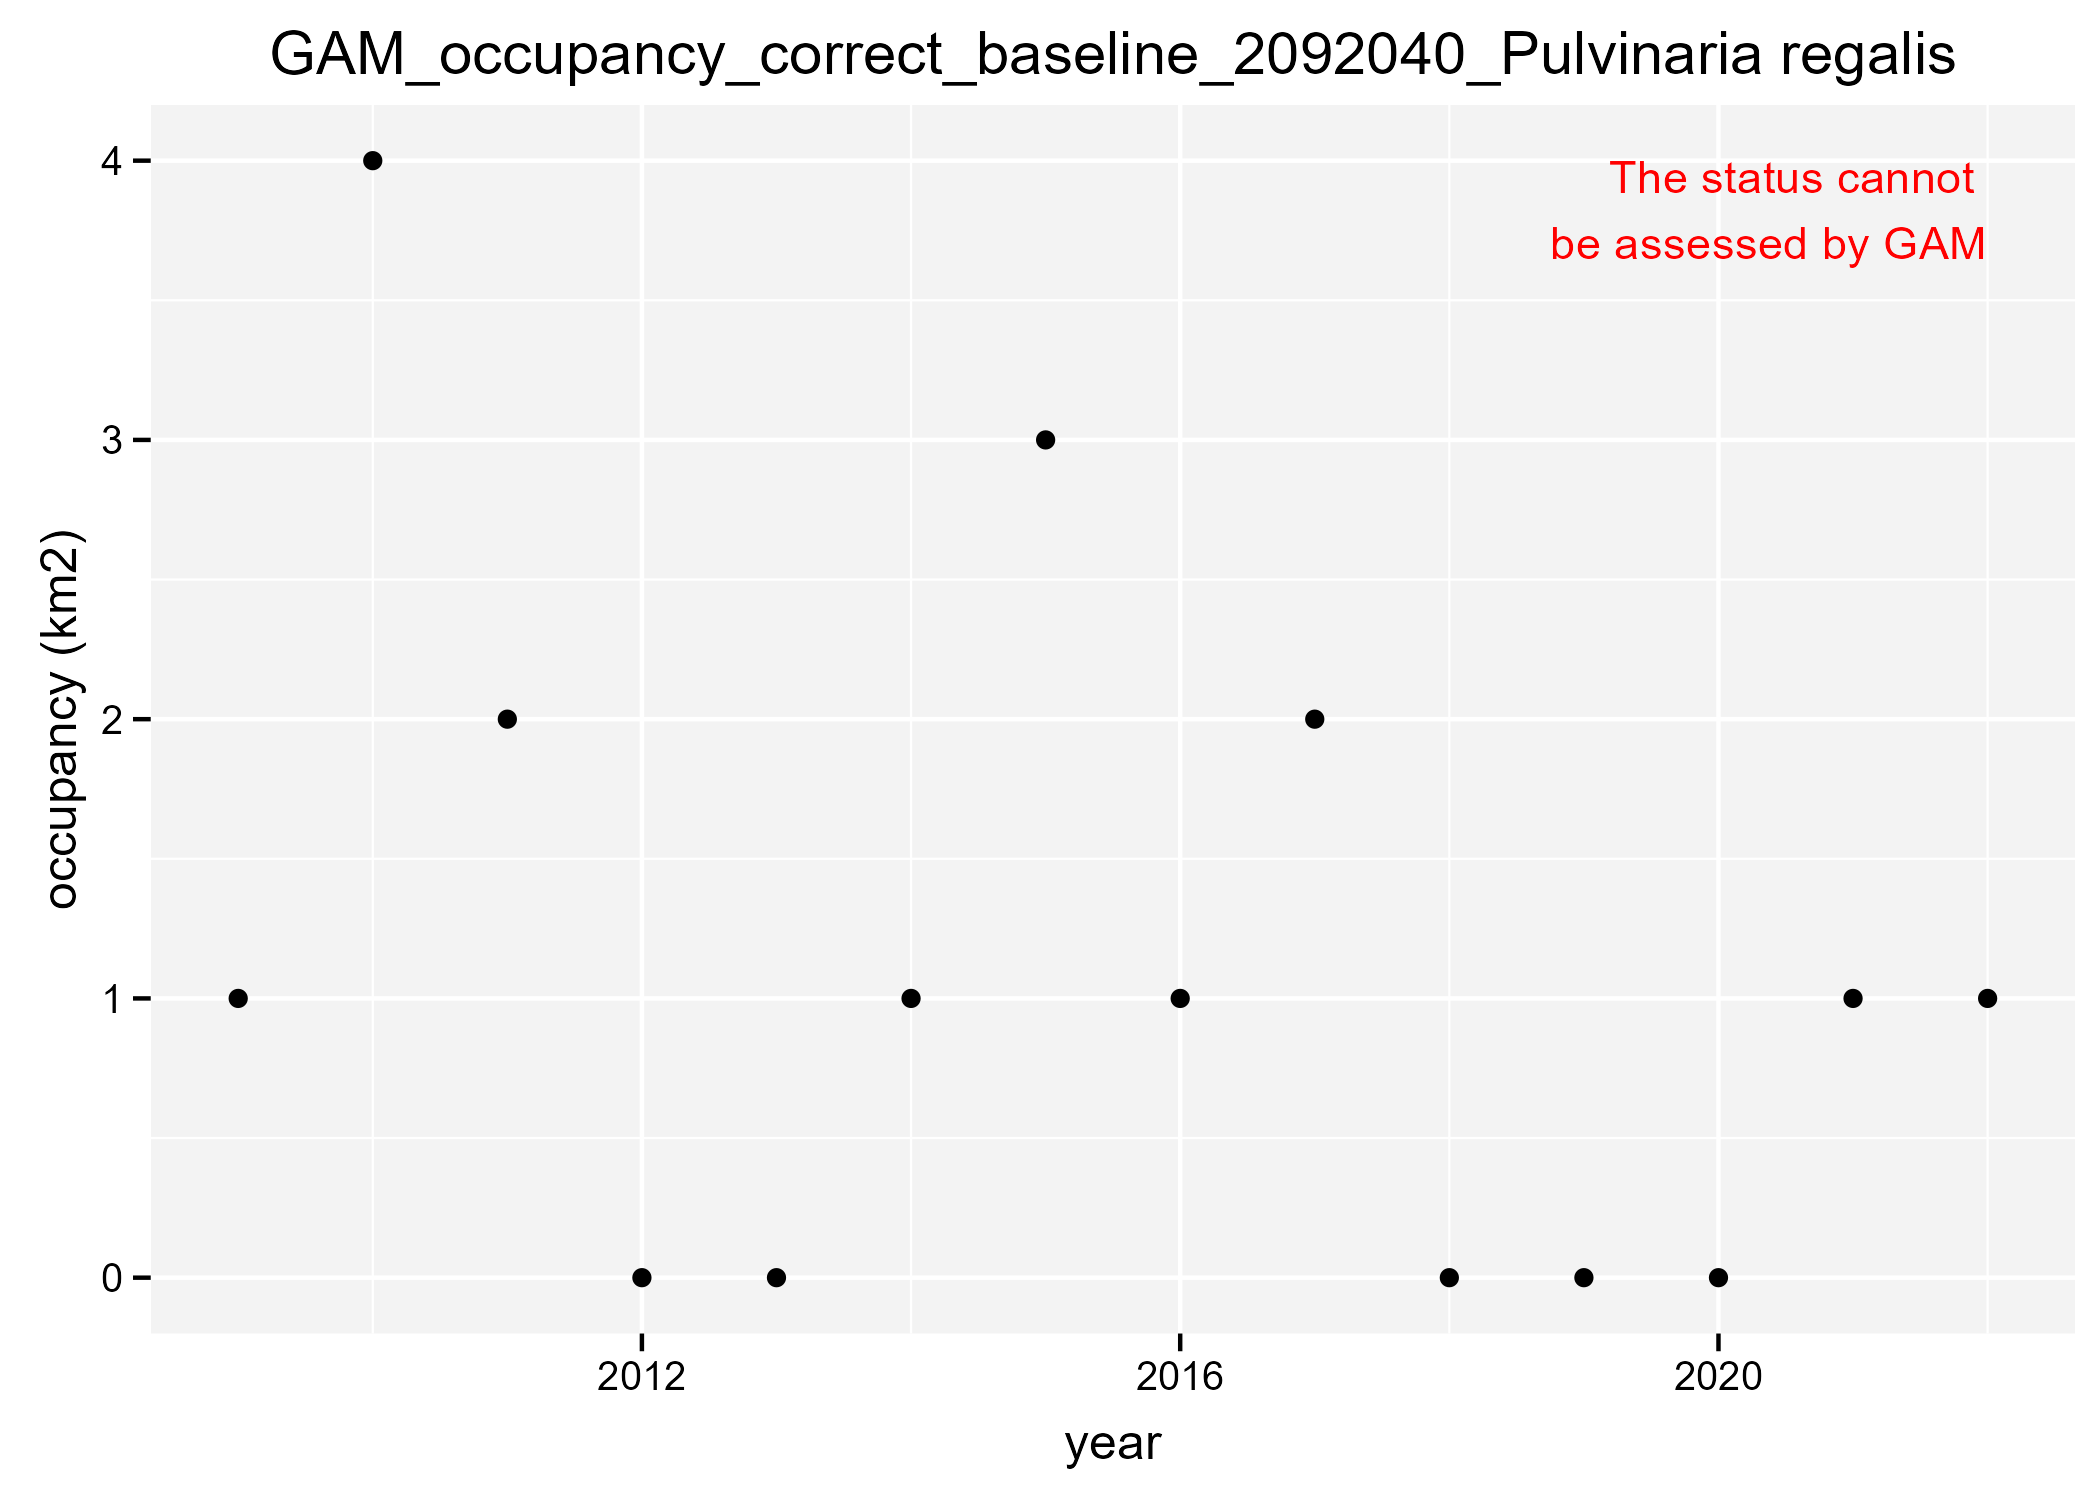 GAM_occupancy_correct_baseline_2092040_Pulvinaria regalis
The status cannot
be assessed by GAM
occupancy (km2)
4
3
2
1
0
2012 2016 2020
year